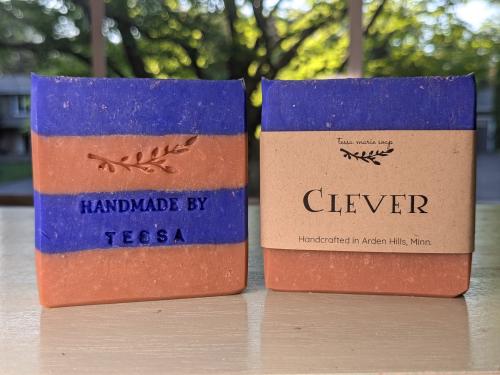 HANDMADE BY
TESSA
tessa marie soap
CLEVER
Handcrafted in Arden Hills, Minn.